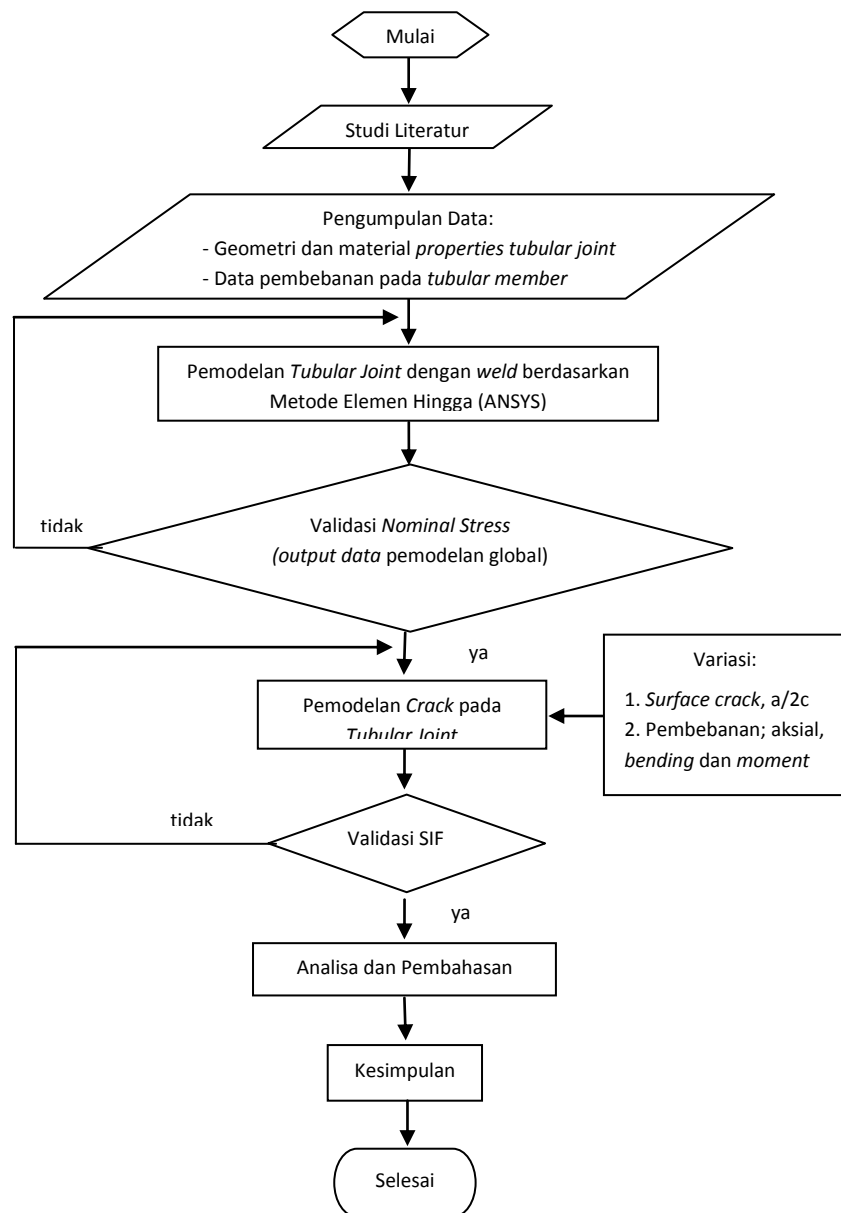 Mulai
Studi Literatur
Pengumpulan Data:
- Geometri dan material properties tubular joint
- Data pembebanan pada tubular member
Pemodelan Tubular Joint dengan weld berdasarkan
Metode Elemen Hingga (ANSYS)
tidak
Validasi Nominal Stress
(output data pemodelan global)
ya
Variasi:
1. Surface crack, a/2c
2. Pembebanan; aksial,
bending dan moment
Pemodelan Crack pada
Tubular Joint
tidak
Validasi SIF
ya
Analisa dan Pembahasan
Kesimpulan
Selesai